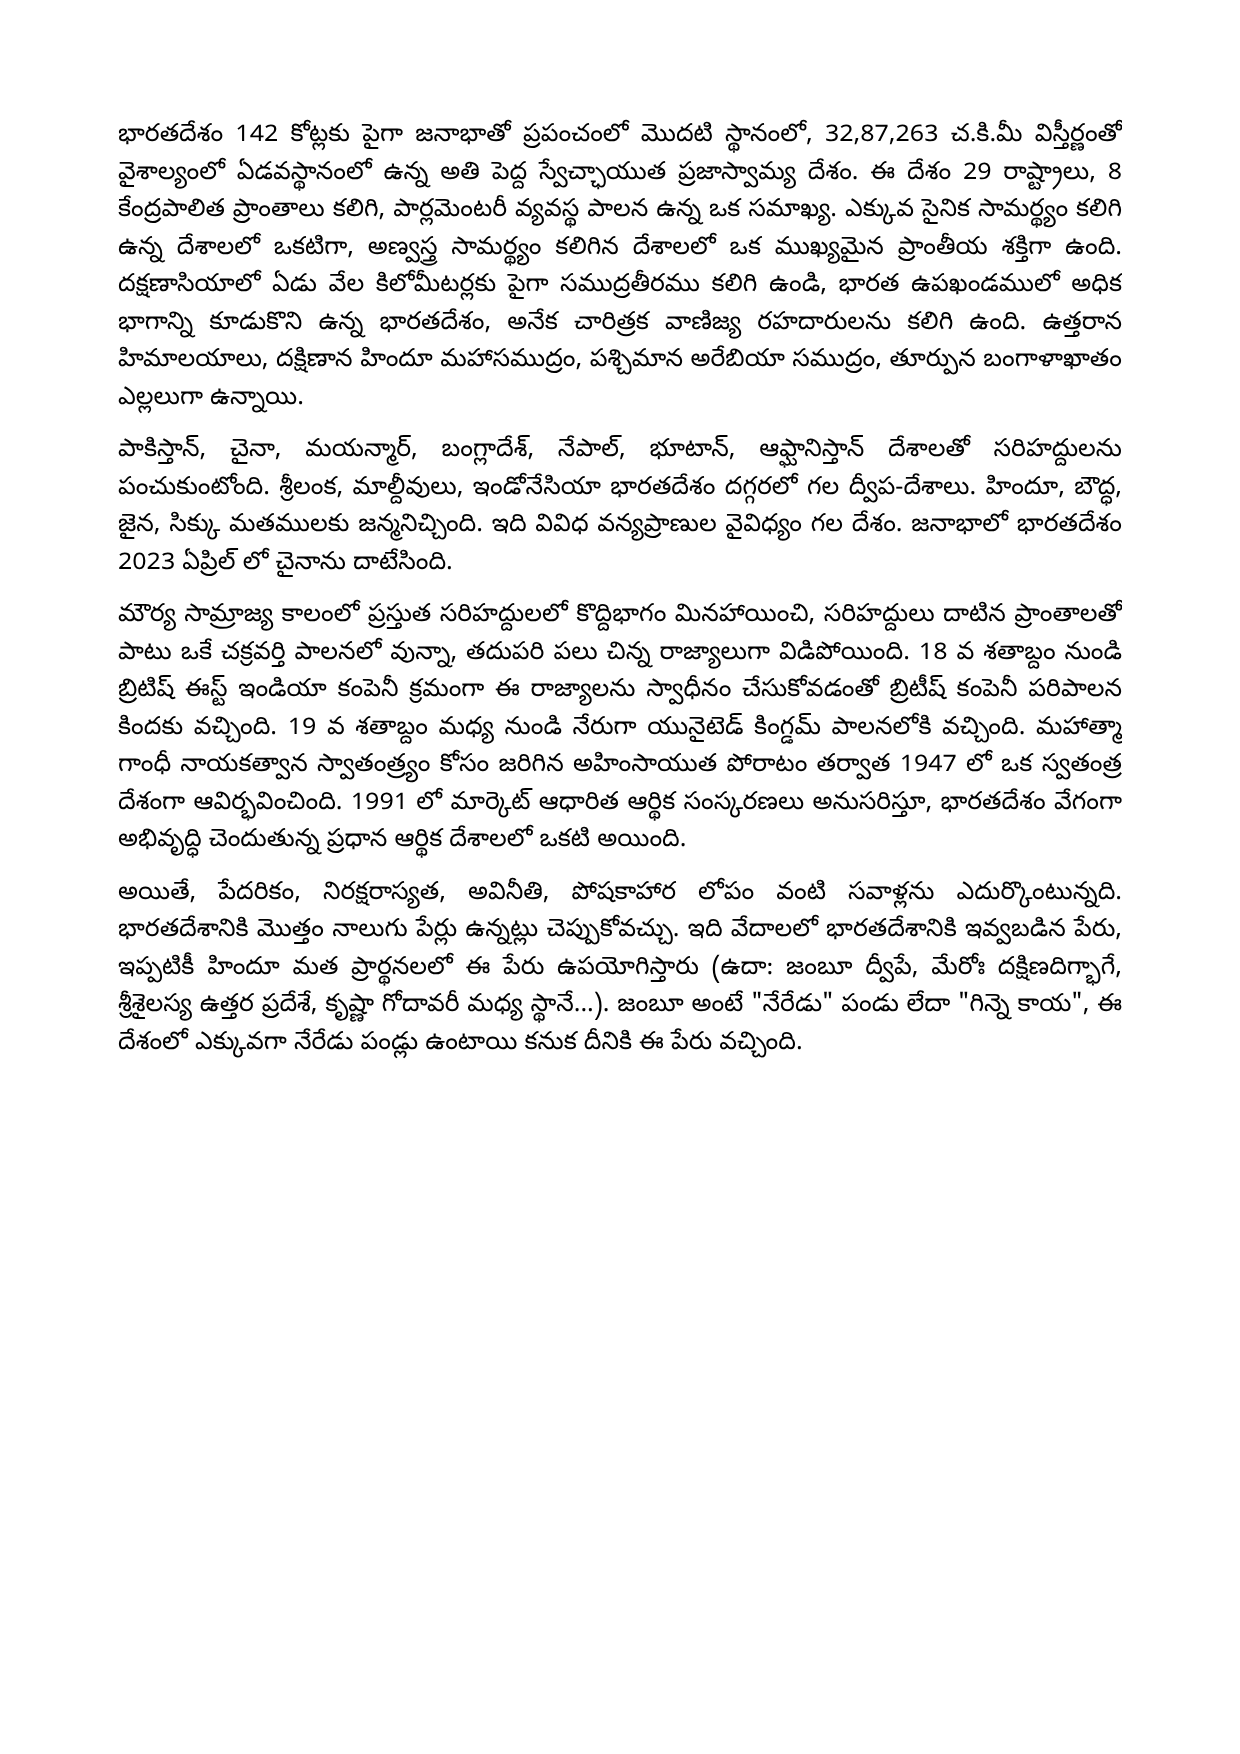 భారతదేశం 142 కోట్లకు పైగా జనాభాతో ప్రపంచంలో మొదటి స్థానంలో, 32,87,263 చ.కి.మీ విస్తీర్ణంతో
వైశాల్యంలో ఏడవస్థానంలో ఉన్న అతి పెద్ద స్వేచ్ఛాయుత ప్రజాస్వామ్య దేశం. ఈ దేశం 29 రాష్ట్రాలు, 8
కేంద్రపాలిత ప్రాంతాలు కలిగి, పార్లమెంటరీ వ్యవస్థ పాలన ఉన్న ఒక సమాఖ్య. ఎక్కువ సైనిక సామర్థ్యం కలిగి
ఉన్న దేశాలలో ఒకటిగా, అణ్వస్త్ర సామర్థ్యం కలిగిన దేశాలలో ఒక ముఖ్యమైన ప్రాంతీయ శక్తిగా ఉంది.
దక్షణాసియాలో ఏడు వేల కిలోమీటర్లకు పైగా సముద్రతీరము కలిగి ఉండి, భారత ఉపఖండములో అధిక
భాగాన్ని కూడుకొని ఉన్న భారతదేశం, అనేక చారిత్రక వాణిజ్య రహదారులను కలిగి ఉంది. ఉత్తరాన
హిమాలయాలు, దక్షిణాన హిందూ మహాసముద్రం, పశ్చిమాన అరేబియా సముద్రం, తూర్పున బంగాళాఖాతం
ఎల్లలుగా ఉన్నాయి.
పాకిస్తాన్, చైనా, మయన్మార్, బంగ్లాదేశ్, నేపాల్, భూటాన్, ఆఫ్ఘానిస్తాన్ దేశాలతో సరిహద్దులను
పంచుకుంటోంది. శ్రీలంక, మాల్దీవులు, ఇండోనేసియా భారతదేశం దగ్గరలో గల ద్వీప-దేశాలు. హిందూ, బౌద్ధ,
జైన, సిక్కు మతములకు జన్మనిచ్చింది. ఇది వివిధ వన్యప్రాణుల వైవిధ్యం గల దేశం. జనాభాలో భారతదేశం
2023 ఏప్రిల్ లో చైనాను దాటేసింది.
మౌర్య సామ్రాజ్య కాలంలో ప్రస్తుత సరిహద్దులలో కొద్దిభాగం మినహాయించి, సరిహద్దులు దాటిన ప్రాంతాలతో
పాటు ఒకే చక్రవర్తి పాలనలో వున్నా, తదుపరి పలు చిన్న రాజ్యాలుగా విడిపోయింది. 18 వ శతాబ్దం నుండి
బ్రిటిష్ ఈస్ట్ ఇండియా కంపెనీ క్రమంగా ఈ రాజ్యాలను స్వాధీనం చేసుకోవడంతో బ్రిటీష్ కంపెనీ పరిపాలన
కిందకు వచ్చింది. 19 వ శతాబ్దం మధ్య నుండి నేరుగా యునైటెడ్ కింగ్డమ్ పాలనలోకి వచ్చింది. మహాత్మా
గాంధీ నాయకత్వాన స్వాతంత్ర్యం కోసం జరిగిన అహింసాయుత పోరాటం తర్వాత 1947 లో ఒక స్వతంత్ర
దేశంగా ఆవిర్భవించింది. 1991 లో మార్కెట్ ఆధారిత ఆర్థిక సంస్కరణలు అనుసరిస్తూ, భారతదేశం వేగంగా
అభివృద్ధి చెందుతున్న ప్రధాన ఆర్థిక దేశాలలో ఒకటి అయింది.
అయితే, పేదరికం, నిరక్షరాస్యత, అవినీతి, పోషకాహార లోపం వంటి సవాళ్లను ఎదుర్కొంటున్నది.
భారతదేశానికి మొత్తం నాలుగు పేర్లు ఉన్నట్లు చెప్పుకోవచ్చు. ఇది వేదాలలో భారతదేశానికి ఇవ్వబడిన పేరు,
ఇప్పటికీ హిందూ మత ప్రార్థనలలో ఈ పేరు ఉపయోగిస్తారు (ఉదా: జంబూ ద్వీపే, మేరోః దక్షిణదిగ్భాగే,
శ్రీశైలస్య ఉత్తర ప్రదేశే, కృష్ణా గోదావరీ మధ్య స్థానే...). జంబూ అంటే "నేరేడు" పండు లేదా "గిన్నె కాయ", ఈ
దేశంలో ఎక్కువగా నేరేడు పండ్లు ఉంటాయి కనుక దీనికి ఈ పేరు వచ్చింది.